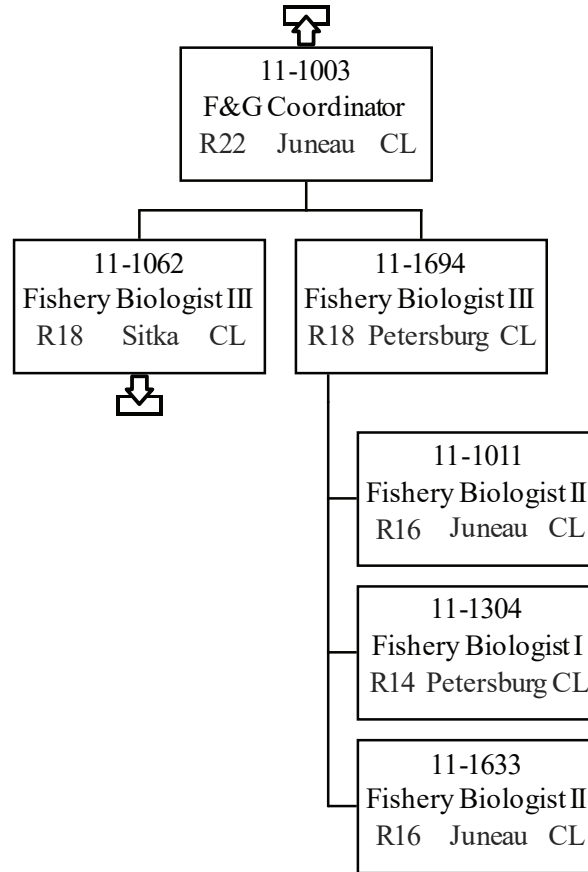 11-1003
F&G Coordinator
R22 Juneau CL
11-1062
Fishery Biologist III
R18 Sitka CL
11-1694
Fishery Biologist III
R18 Petersburg CL
11-1011
Fishery Biologist II
R16 Juneau CL
11-1304
Fishery Biologist I
R14 Petersburg CL
11-1633
Fishery Biologist II
R16 Juneau CL